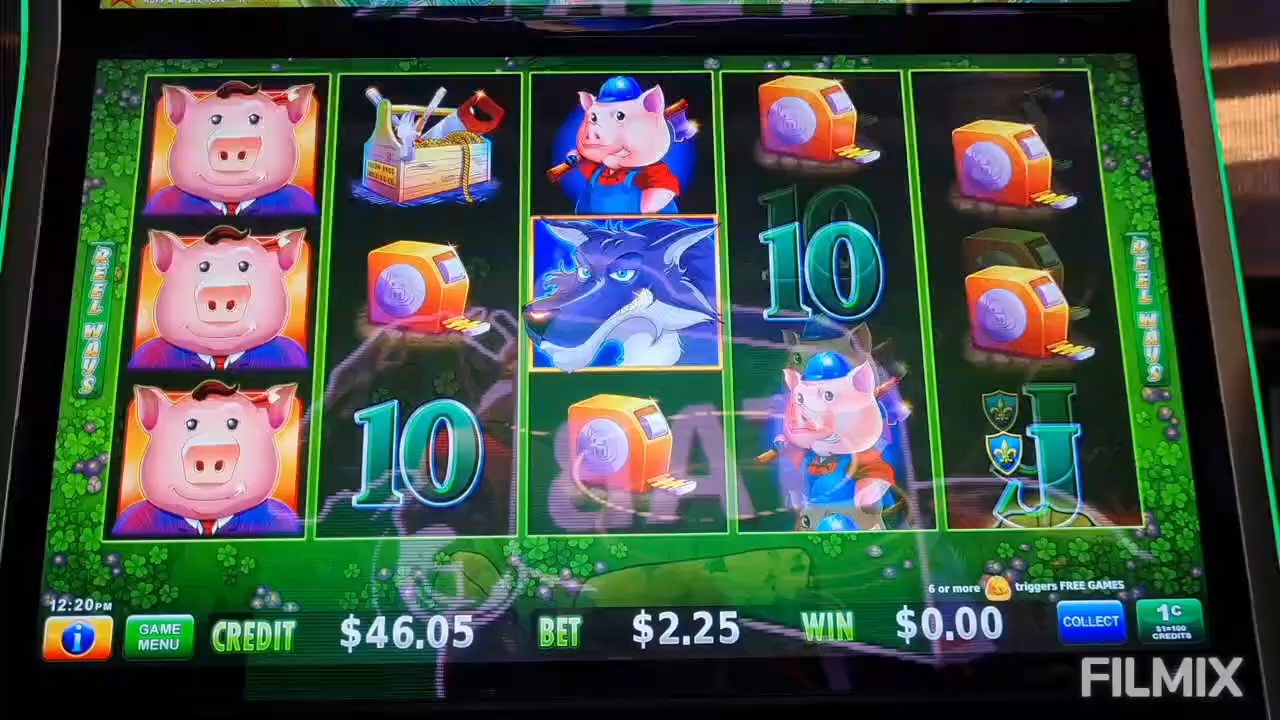 REEL WAYS
REEL WAYS
10
10
J
6 or more triggers FREE GAMES
12:20PM
GAME
MENU
CREDIT
$46.05
BET
$2.25
WIN
$0.00
COLLECT
1¢
$1=100
CREDITS
FILMIX